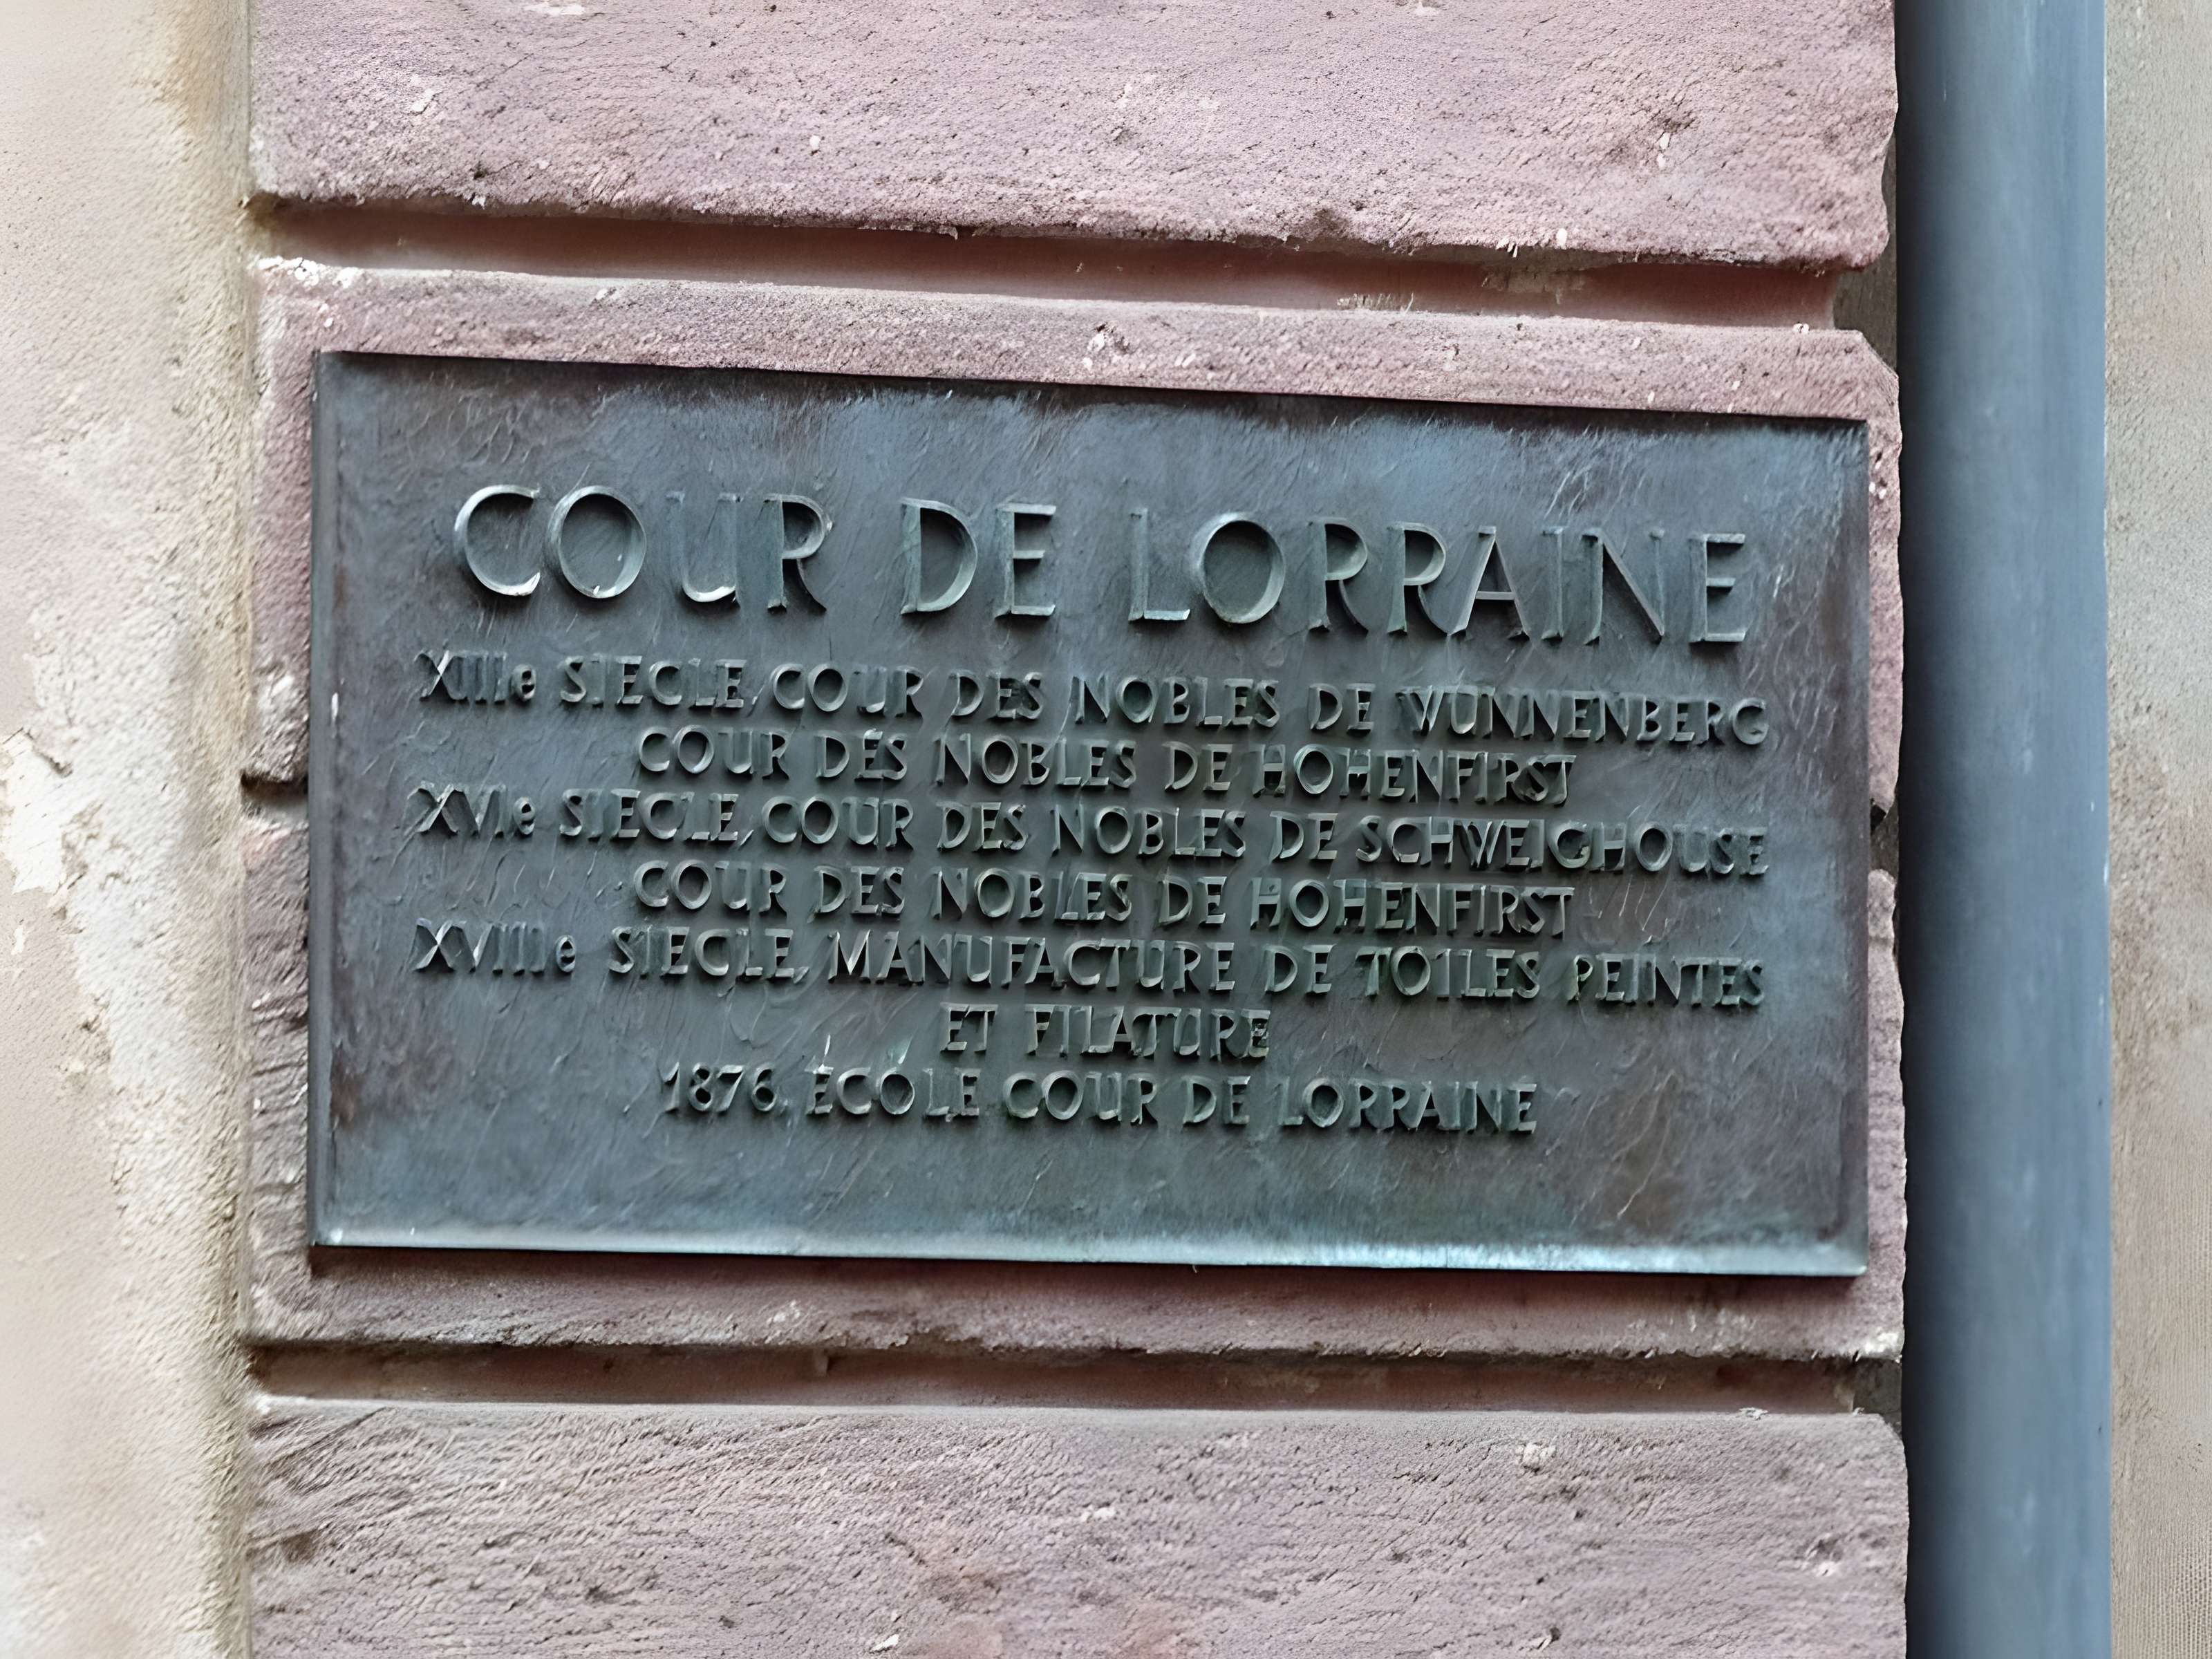 COUR DE LORRAINE
XIIIe SIECLE, COUR DES NOBLES DE WUNNENBERG
COUR DES NOBLES DE HOHENFIRST
XVIe SIECLE, COUR DES NOBLES DE SCHWEIGHOUSE
COUR DES NOBLES DE HOHENFIRST
XVIIIe SIECLE, MANUFACTURE DE TOILES PEINTES
ET FILATURE
1876, ECOLE COUR DE LORRAINE